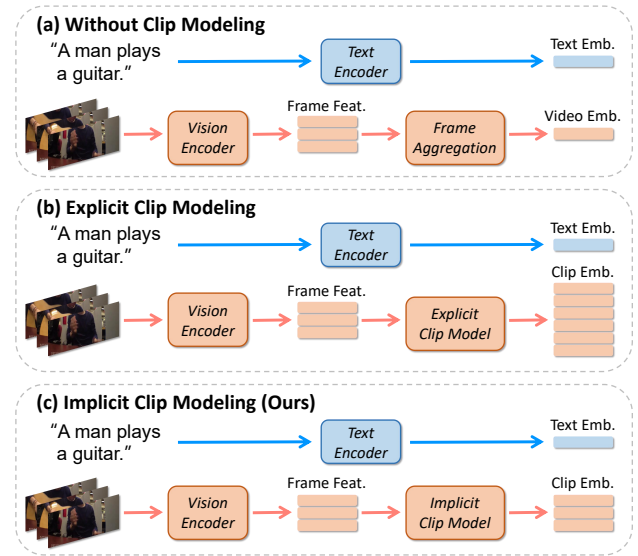 (a) Without Clip Modeling
“A man plays
a guitar.”
Text
Encoder
Text Emb.
Vision
Encoder
Frame Feat.
Frame
Aggregation
Video Emb.
(b) Explicit Clip Modeling
“A man plays
a guitar.”
Text
Encoder
Text Emb.
Vision
Encoder
Frame Feat.
Explicit
Clip Model
Clip Emb.
(c) Implicit Clip Modeling (Ours)
“A man plays
a guitar.”
Text
Encoder
Text Emb.
Vision
Encoder
Frame Feat.
Implicit
Clip Model
Clip Emb.